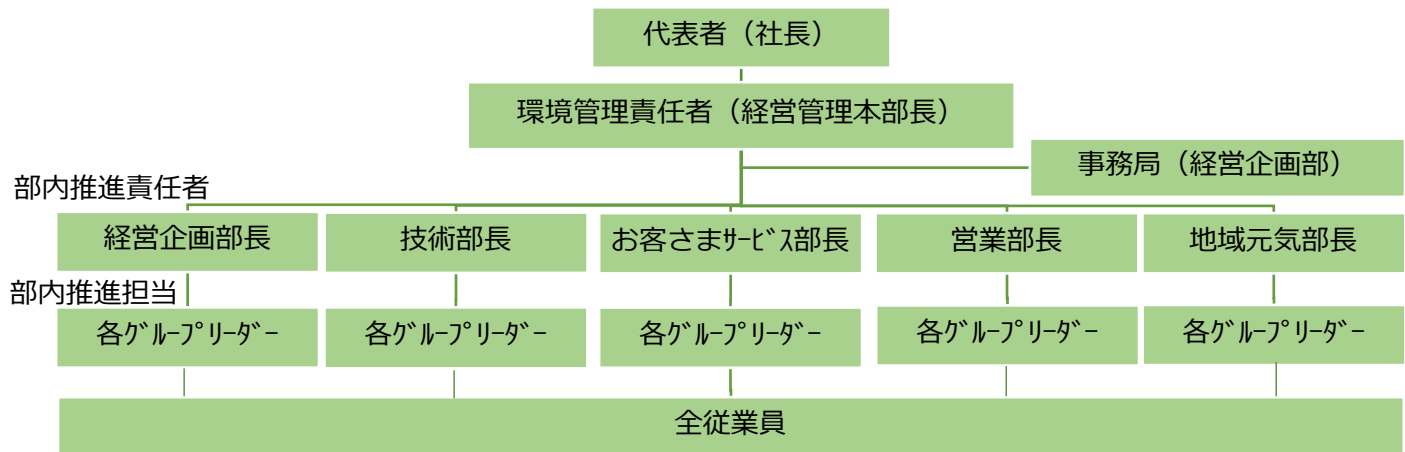 代表者（社長）
環境管理責任者（経営管理本部長）
事務局（経営企画部）
部内推進責任者
経営企画部長
技術部長
お客さまｻｰﾋﾞｽ部長
営業部長
地域元気部長
部内推進担当
各ｸﾞﾙｰﾌﾟﾘｰﾀﾞｰ
各ｸﾞﾙｰﾌﾟﾘｰﾀﾞｰ
各ｸﾞﾙｰﾌﾟﾘｰﾀﾞｰ
各ｸﾞﾙｰﾌﾟﾘｰﾀﾞｰ
各ｸﾞﾙｰﾌﾟﾘｰﾀﾞｰ
全従業員